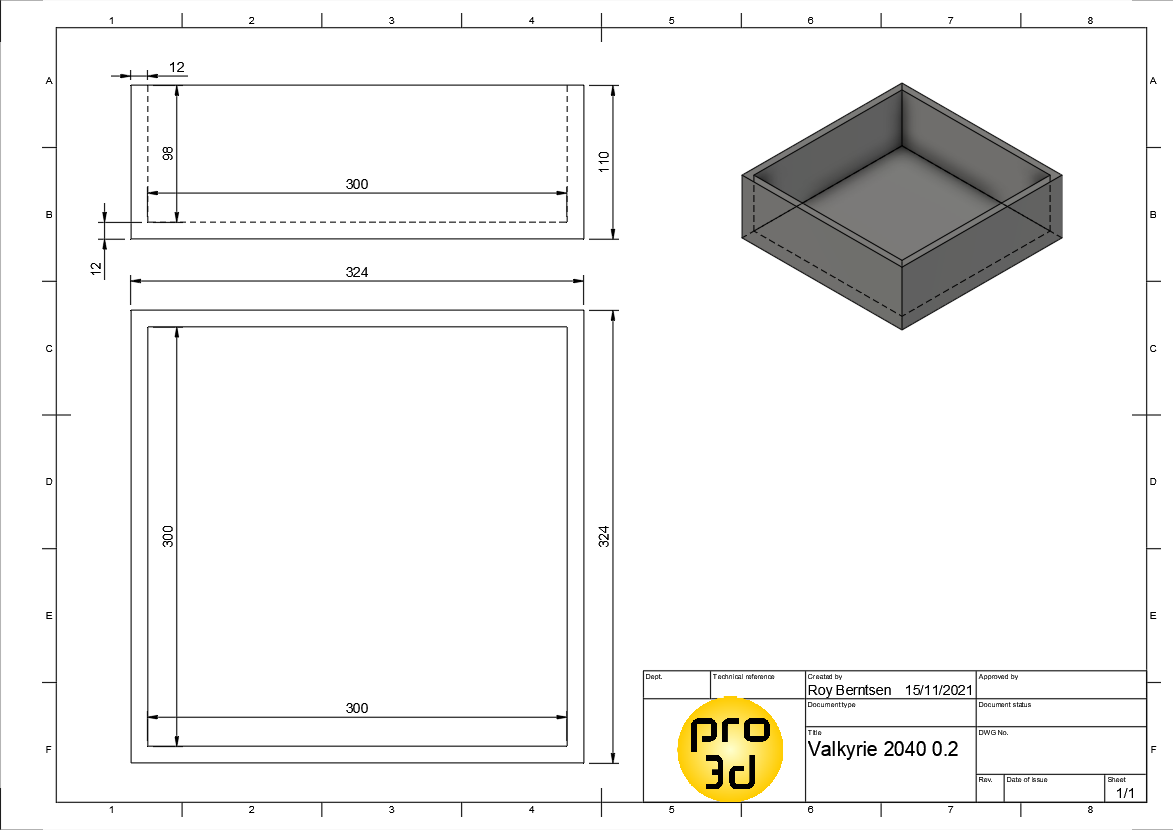 1 2 3 4 5 6 7 8
A A
12
98
110
300
B B
12
324
C C
300
324
D D
E E
300
Dept. Technical reference Created by Approved by
Roy Berntsen 15/11/2021
Document type Document status
pro
3d
Title DWG No.
Valkyrie 2040 0.2
F F
Rev. Date of issue Sheet
1/1
1 2 3 4 5 6 7 8